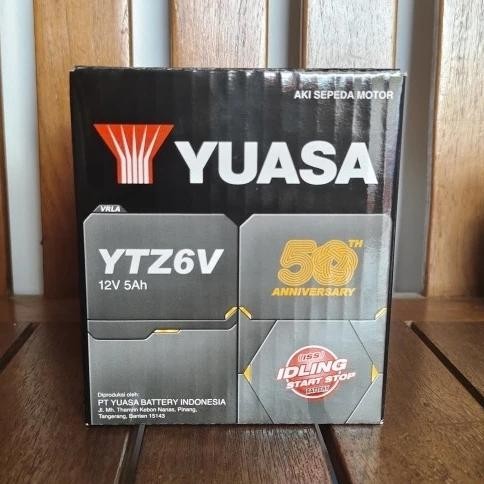 AKI SEPEDA MOTOR
YUASA
VRLA
YTZ6V
12V 5Ah
50TH
ANNIVERSARY
ISS
IDLING
START STOP
BATTERY
Diproduksi oleh:
PT YUASA BATTERY INDONESIA
Jl. Mh. Thamrin Kebon Nanas, Pinang,
Tangerang, Banten 15143